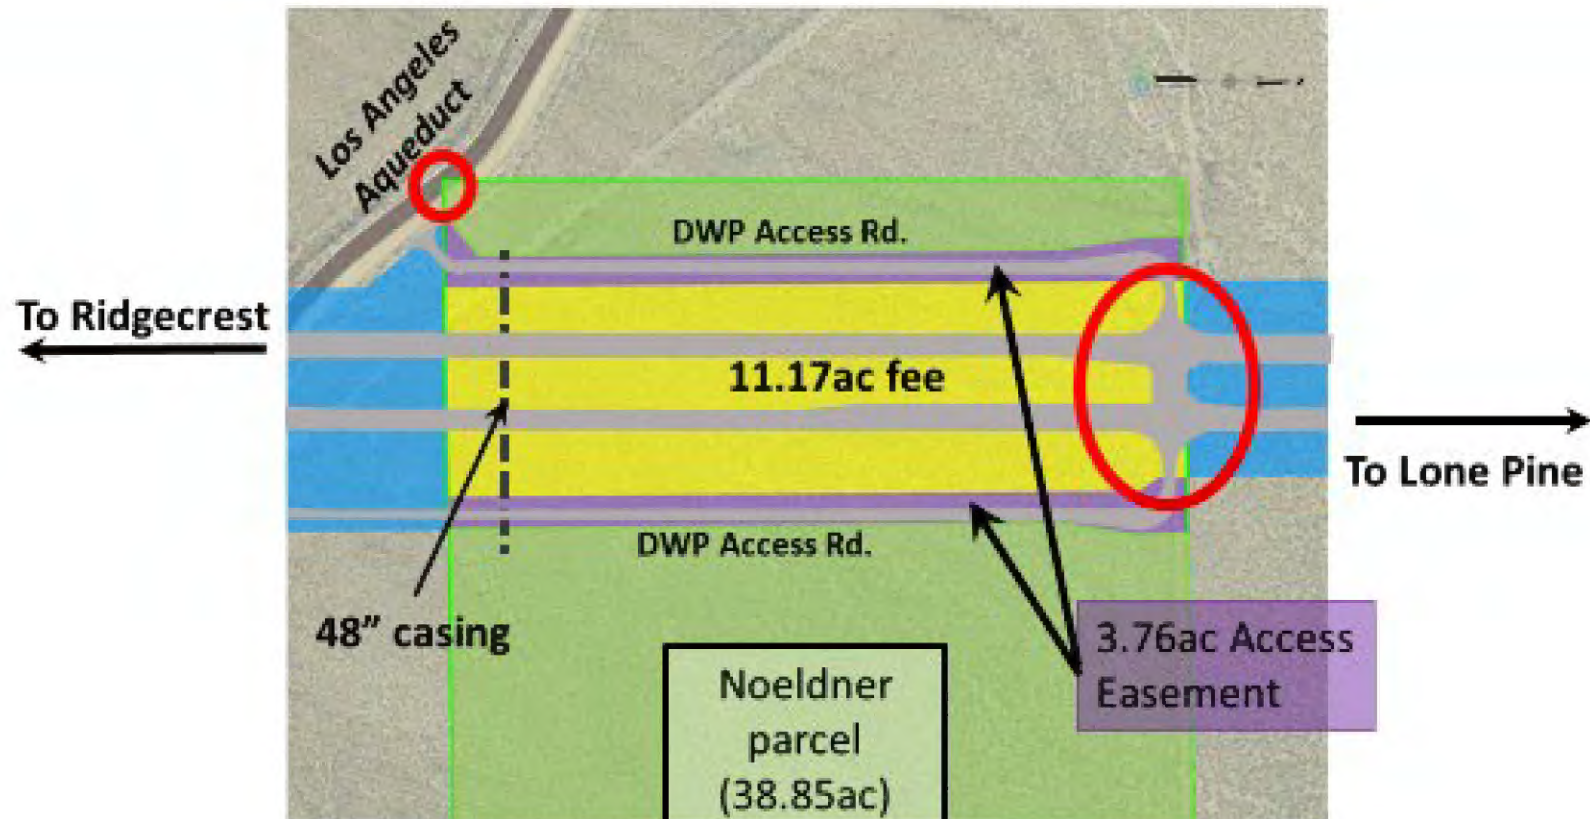 Los Angeles
Aqueduct
DWP Access Rd.
To Ridgecrest
11.17ac fee
To Lone Pine
DWP Access Rd.
48” casing
3.76ac Access
Easement
Noeldner
parcel
(38.85ac)